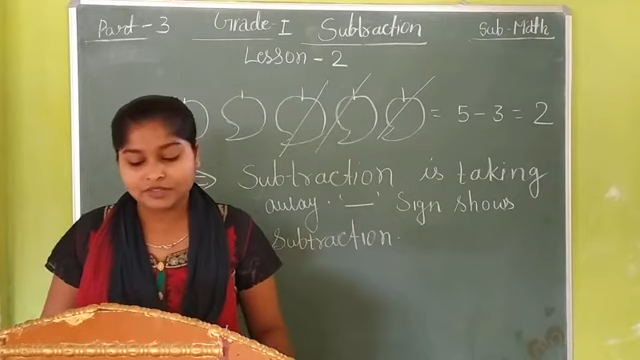 Part - 3
Grade - I Subtraction
Sub - Math
Lesson - 2
= 5 - 3 = 2
⇒ Subtraction is taking
away. '—' Sign shows
Subtraction.